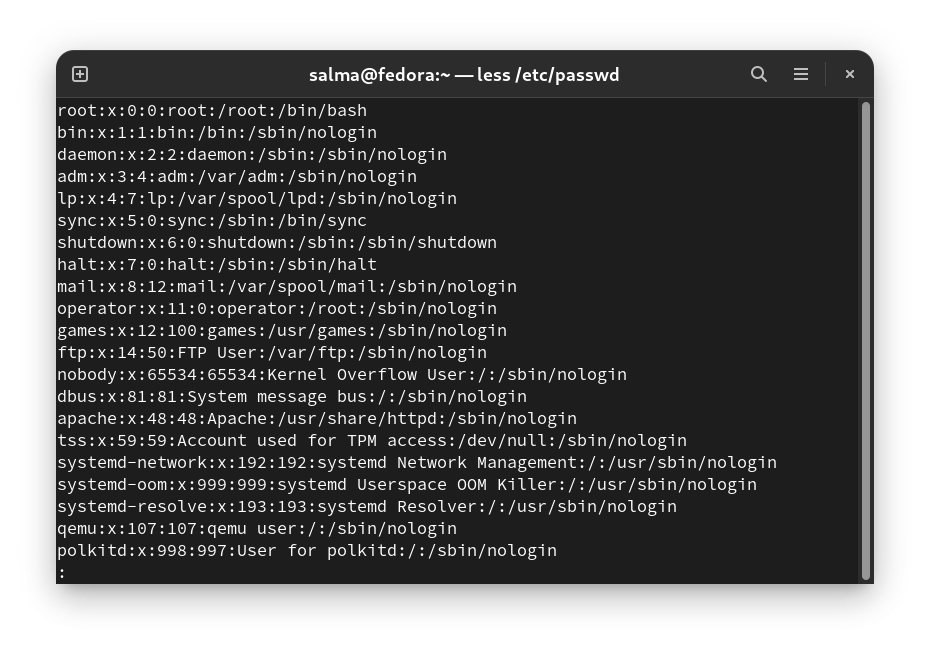 salma@fedora:~ — less /etc/passwd
root:x:0:0:root:/root:/bin/bash
bin:x:1:1:bin:/bin:/sbin/nologin
daemon:x:2:2:daemon:/sbin:/sbin/nologin
adm:x:3:4:adm:/var/adm:/sbin/nologin
lp:x:4:7:lp:/var/spool/lpd:/sbin/nologin
sync:x:5:0:sync:/sbin:/bin/sync
shutdown:x:6:0:shutdown:/sbin:/sbin/shutdown
halt:x:7:0:halt:/sbin:/sbin/halt
mail:x:8:12:mail:/var/spool/mail:/sbin/nologin
operator:x:11:0:operator:/root:/sbin/nologin
games:x:12:100:games:/usr/games:/sbin/nologin
ftp:x:14:50:FTP User:/var/ftp:/sbin/nologin
nobody:x:65534:65534:Kernel Overflow User:/:/sbin/nologin
dbus:x:81:81:System message bus:/:/sbin/nologin
apache:x:48:48:Apache:/usr/share/httpd:/sbin/nologin
tss:x:59:59:Account used for TPM access:/dev/null:/sbin/nologin
systemd-network:x:192:192:systemd Network Management:/:/usr/sbin/nologin
systemd-oom:x:999:999:systemd Userspace OOM Killer:/:/usr/sbin/nologin
systemd-resolve:x:193:193:systemd Resolver:/:/usr/sbin/nologin
qemu:x:107:107:qemu user:/:/sbin/nologin
polkitd:x:998:997:User for polkitd:/:/sbin/nologin
: